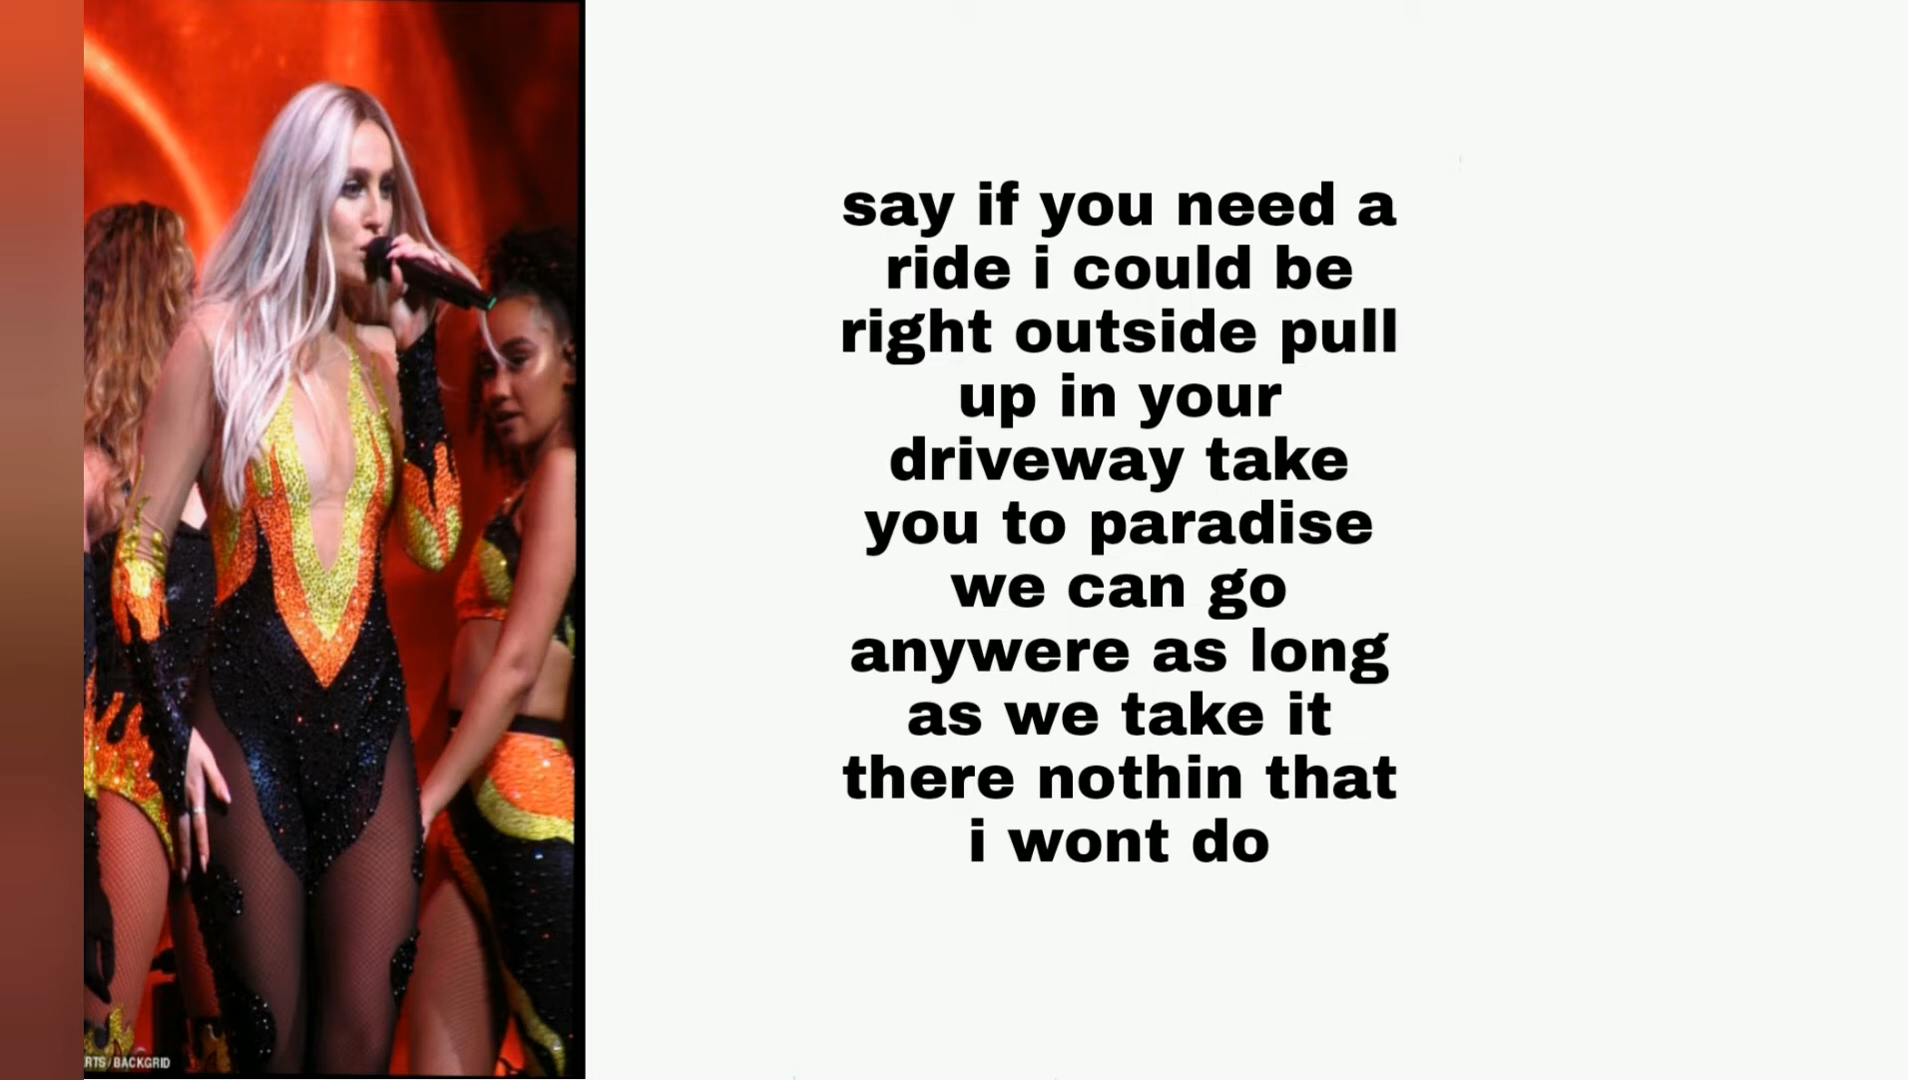 say if you need a
ride i could be
right outside pull
up in your
driveway take
you to paradise
we can go
anywere as long
as we take it
there nothin that
i wont do
RTS / BACKGRID